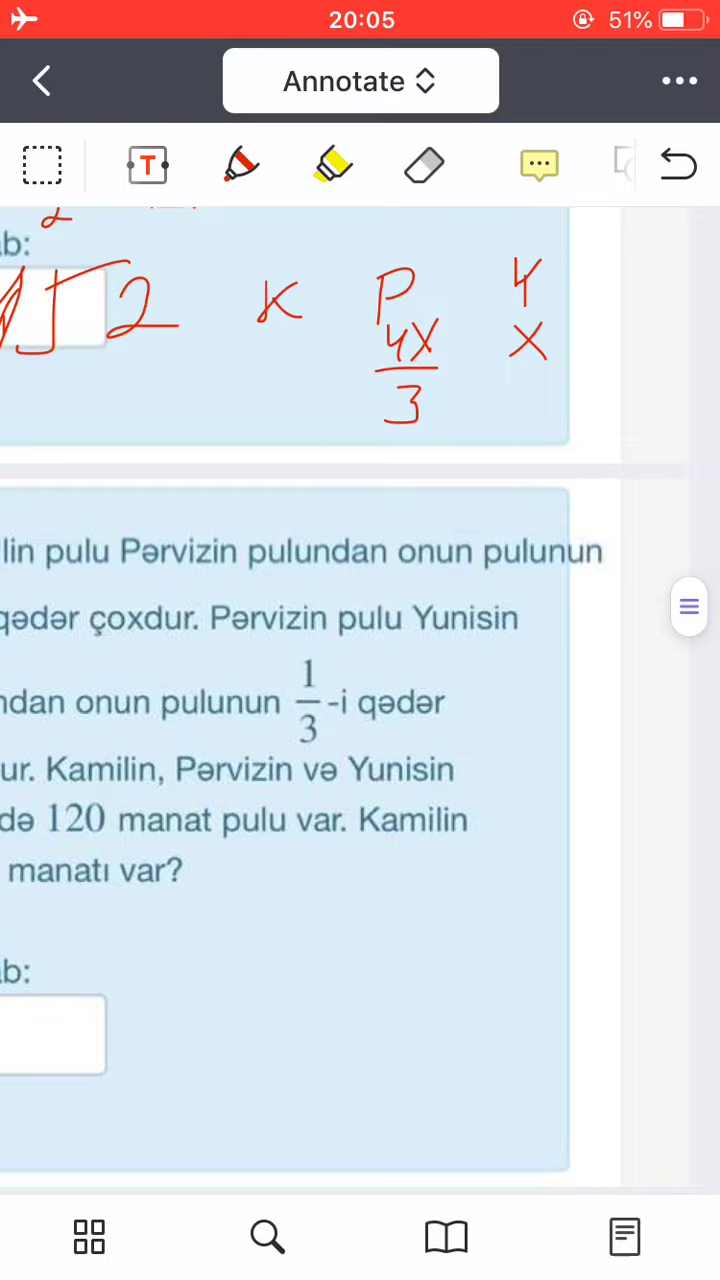 20:05
51%
Annotate
T
2
b:
52 K P Y
4X X
3
lin pulu Pərvizin pulundan onun pulunun
qədər çoxdur. Pərvizin pulu Yunisin
ndan onun pulunun 1/3-i qədər
ur. Kamilin, Pərvizin və Yunisin
də 120 manat pulu var. Kamilin
manatı var?
b: